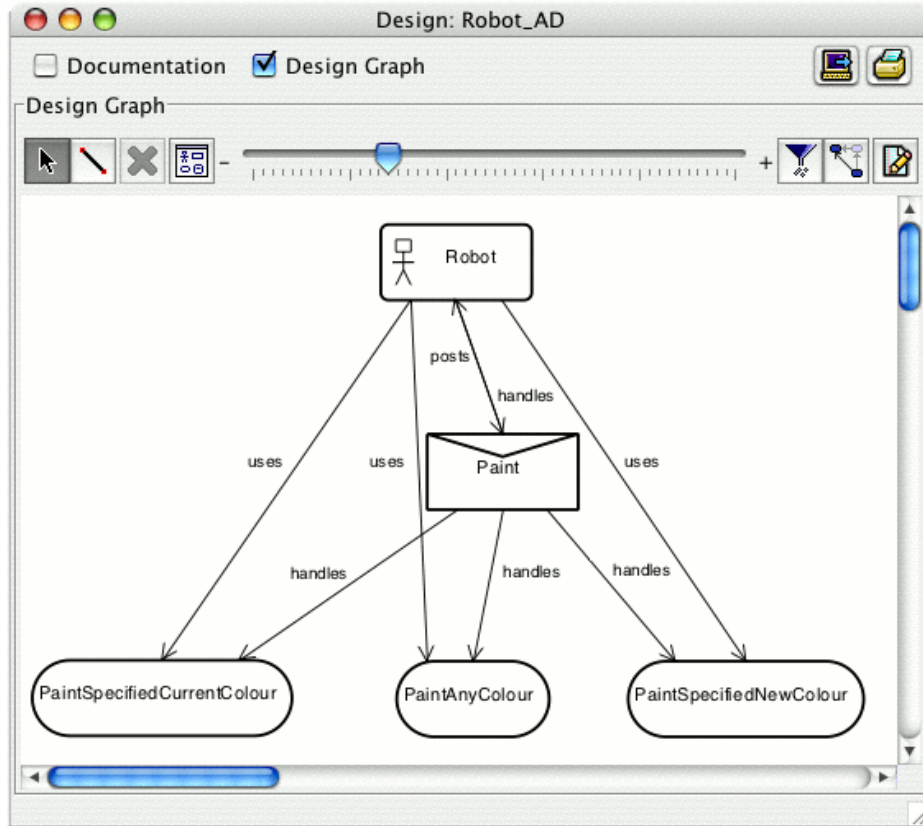 Design: Robot_AD
Documentation
Design Graph
Design Graph
-
+
Robot
posts
handles
uses
uses
Paint
uses
handles
handles
handles
PaintSpecifiedCurrentColour
PaintAnyColour
PaintSpecifiedNewColour